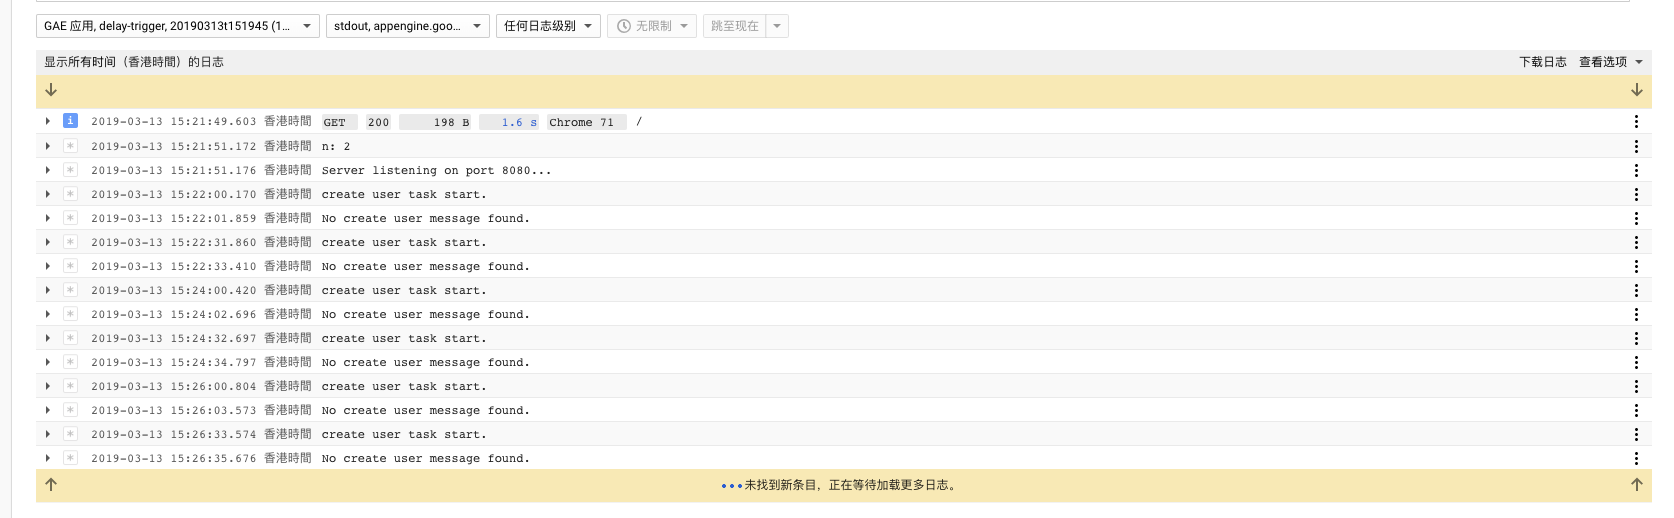 GAE 应用, delay-trigger, 20190313t151945 (1... stdout, appengine.goo... 任何日志级别 无限制 跳至现在
显示所有时间（香港時間）的日志 下载日志 查看选项
i 2019-03-13 15:21:49.603 香港時間 GET 200 198 B 1.6 s Chrome 71 /
* 2019-03-13 15:21:51.172 香港時間 n: 2
* 2019-03-13 15:21:51.176 香港時間 Server listening on port 8080...
* 2019-03-13 15:22:00.170 香港時間 create user task start.
* 2019-03-13 15:22:01.859 香港時間 No create user message found.
* 2019-03-13 15:22:31.860 香港時間 create user task start.
* 2019-03-13 15:22:33.410 香港時間 No create user message found.
* 2019-03-13 15:24:00.420 香港時間 create user task start.
* 2019-03-13 15:24:02.696 香港時間 No create user message found.
* 2019-03-13 15:24:32.697 香港時間 create user task start.
* 2019-03-13 15:24:34.797 香港時間 No create user message found.
* 2019-03-13 15:26:00.804 香港時間 create user task start.
* 2019-03-13 15:26:03.573 香港時間 No create user message found.
* 2019-03-13 15:26:33.574 香港時間 create user task start.
* 2019-03-13 15:26:35.676 香港時間 No create user message found.
未找到新条目，正在等待加载更多日志。